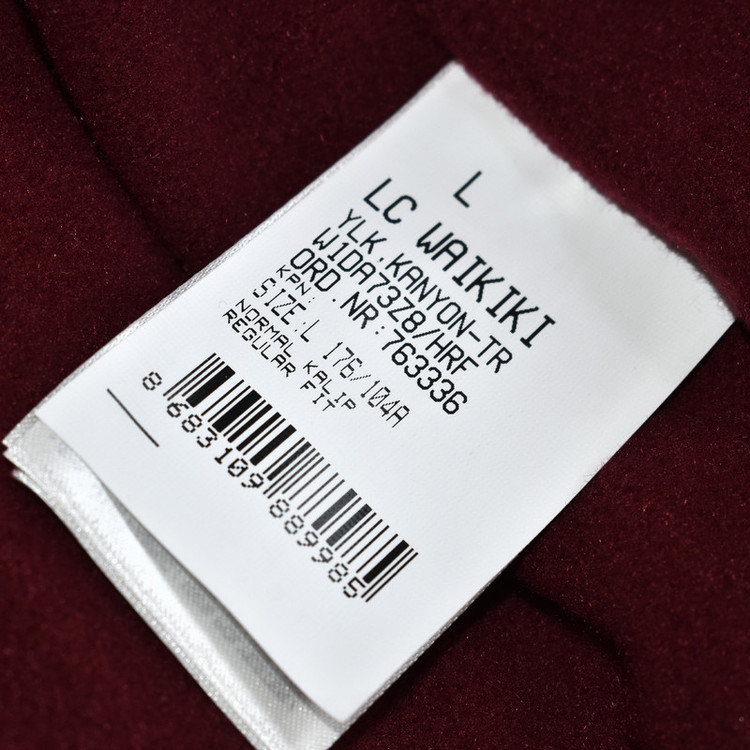 L
LC WAIKIKI
YLK.KANYON-TR
W1DA73Z8/HRF
ORD.NR:763336
KAN:
SIZE:L 176/104A
NORMAL KALIP
REGULAR FIT
8 683109 889985